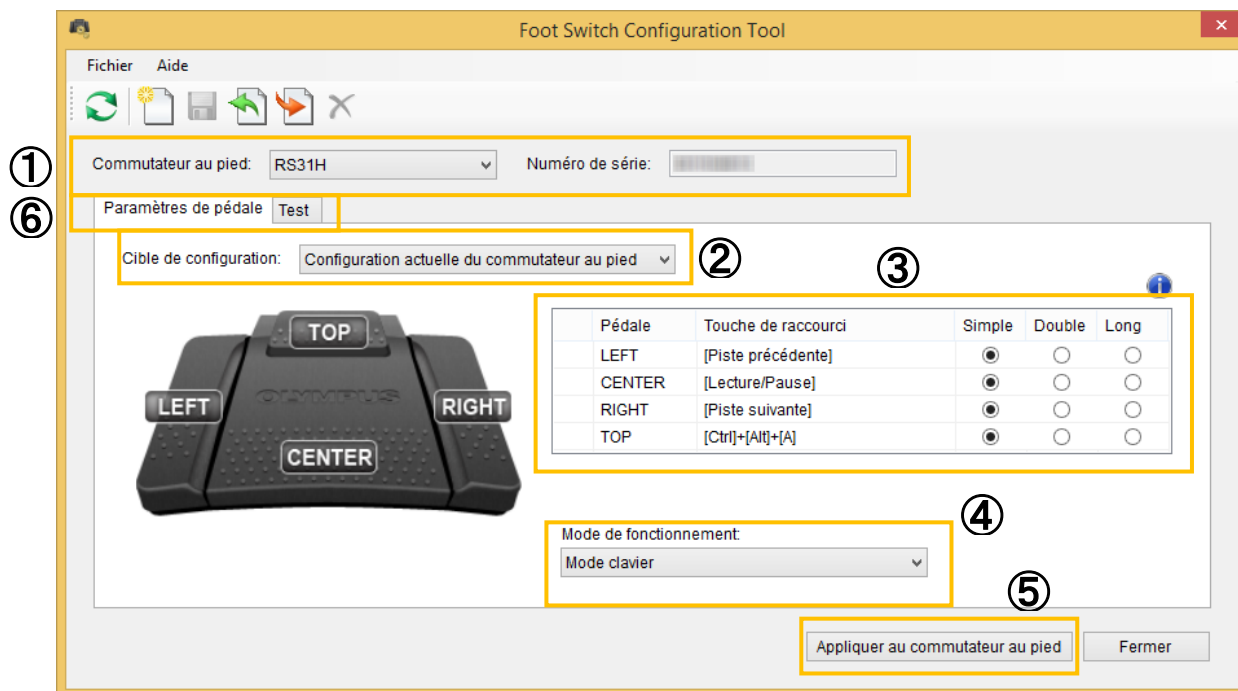 Foot Switch Configuration Tool
Fichier Aide
① Commutateur au pied: RS31H Numéro de série:
⑥ Paramètres de pédale Test
Cible de configuration: Configuration actuelle du commutateur au pied ②
③
TOP
LEFT
RIGHT
OLYMPUS
CENTER
Pédale Touche de raccourci Simple Double Long
LEFT [Piste précédente]
CENTER [Lecture/Pause]
RIGHT [Piste suivante]
TOP [Ctrl]+[Alt]+[A]
④
Mode de fonctionnement:
Mode clavier
⑤
Appliquer au commutateur au pied Fermer